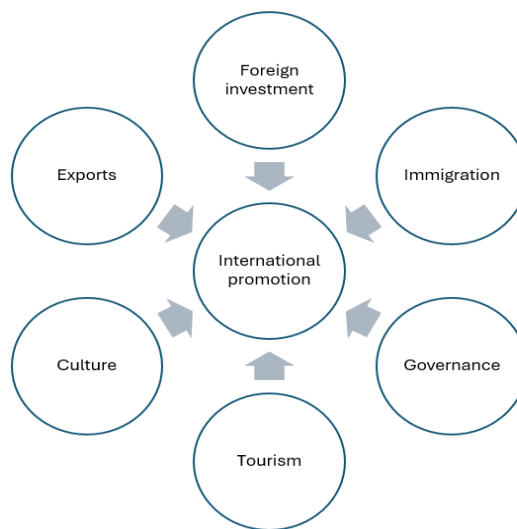 Foreign
investment
Exports
Immigration
International
promotion
Culture
Governance
Tourism